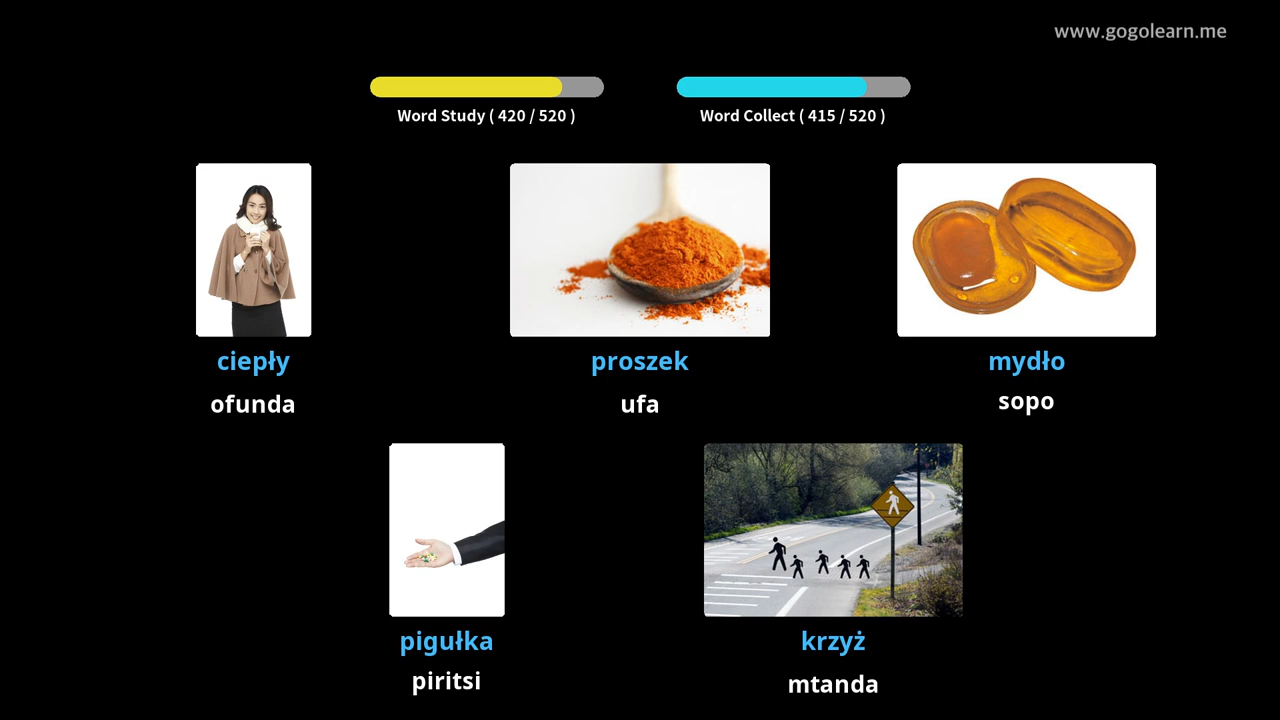 www.gogolearn.me
Word Study ( 420 / 520 )
Word Collect ( 415 / 520 )
ciepły
ofunda
proszek
ufa
mydło
sopo
pigułka
piritsi
krzyż
mtanda